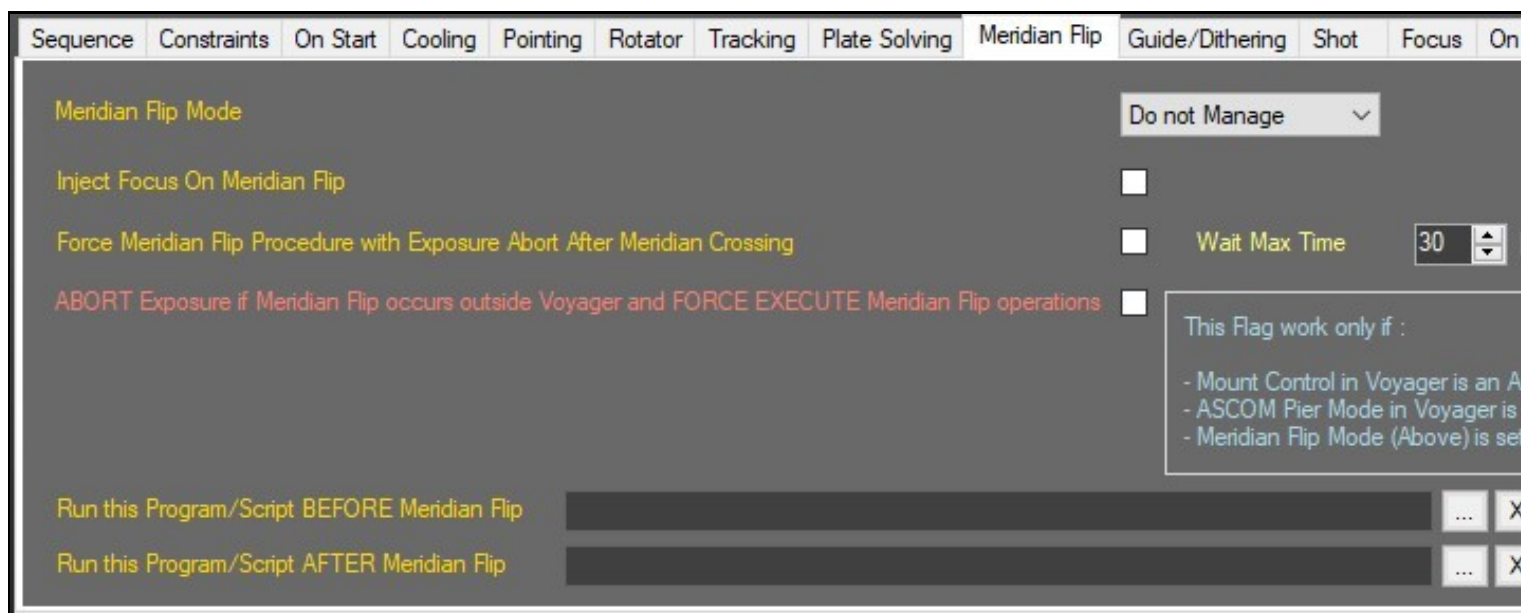 Sequence Constraints On Start Cooling Pointing Rotator Tracking Plate Solving Meridian Flip Guide/Dithering Shot Focus On
Meridian Flip Mode Do not Manage
Inject Focus On Meridian Flip
Force Meridian Flip Procedure with Exposure Abort After Meridian Crossing Wait Max Time 30
ABORT Exposure if Meridian Flip occurs outside Voyager and FORCE EXECUTE Meridian Flip operations
This Flag work only if :
- Mount Control in Voyager is an A
- ASCOM Pier Mode in Voyager is
- Meridian Flip Mode (Above) is set
Run this Program/Script BEFORE Meridian Flip ... X
Run this Program/Script AFTER Meridian Flip ... X